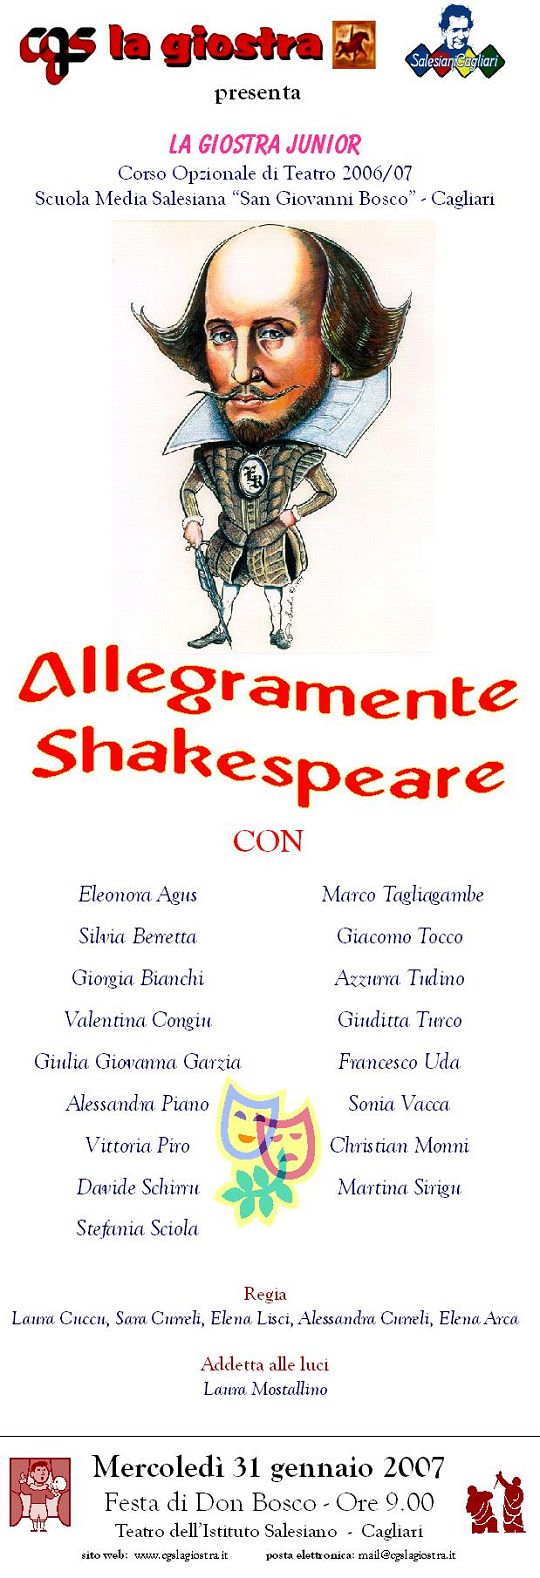 cgs la giostra
Salesiani Cagliari
presenta
LA GIOSTRA JUNIOR
Corso Opzionale di Teatro 2006/07
Scuola Media Salesiana “San Giovanni Bosco” - Cagliari
ER
Allegramente
Shakespeare
CON
Eleonora Agus
Silvia Berretta
Giorgia Bianchi
Valentina Congiu
Giulia Giovanna Garzia
Alessandra Piano
Vittoria Piro
Davide Schirru
Stefania Sciola
Marco Tagliagambe
Giacomo Tocco
Azzurra Tudino
Giuditta Turco
Francesco Uda
Sonia Vacca
Christian Monni
Martina Sirigu
Regia
Laura Cuccu, Sara Curreli, Elena Lisci, Alessandra Curreli, Elena Arca
Addetta alle luci
Laura Mostallino
Mercoledì 31 gennaio 2007
Festa di Don Bosco - Ore 9.00
Teatro dell'Istituto Salesiano - Cagliari
sito web: www.cgslagiostra.it posta elettronica: mail@cgslagiostra.it